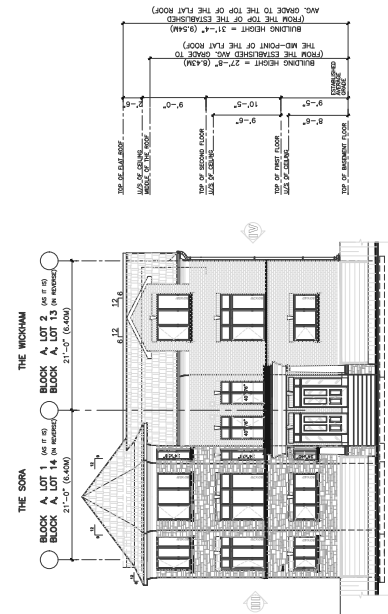 AVG. GRADE TO THE TOP OF THE FLAT ROOF)
(FROM THE TOP OF THE ESTABLISHED
BUILDING HEIGHT = 31'-4" (9.54M)
THE MID-POINT OF THE FLAT ROOF)
(FROM THE ESTABLISHED AVG. GRADE TO
BUILDING HEIGHT = 27'-8" (8.43M)
ESTABLISHED
AVERAGE
GRADE
9'-0"
10'-5"
9'-5"
9'-6"
8'-6"
TOP OF FLAT ROOF
U/S OF CEILING
MIDDLE OF THE ROOF
TOP OF SECOND FLOOR
U/S OF CEILING
TOP OF FIRST FLOOR
U/S OF CEILING
TOP OF BASEMENT FLOOR
THE SORA
BLOCK A, LOT 1 (AS IT IS)
BLOCK A, LOT 14 (IN REVERSE)
21'-0" (6.40M)
THE WICKHAM
BLOCK A, LOT 2 (AS IT IS)
BLOCK A, LOT 13 (IN REVERSE)
21'-0" (6.40M)
12
6
12
6